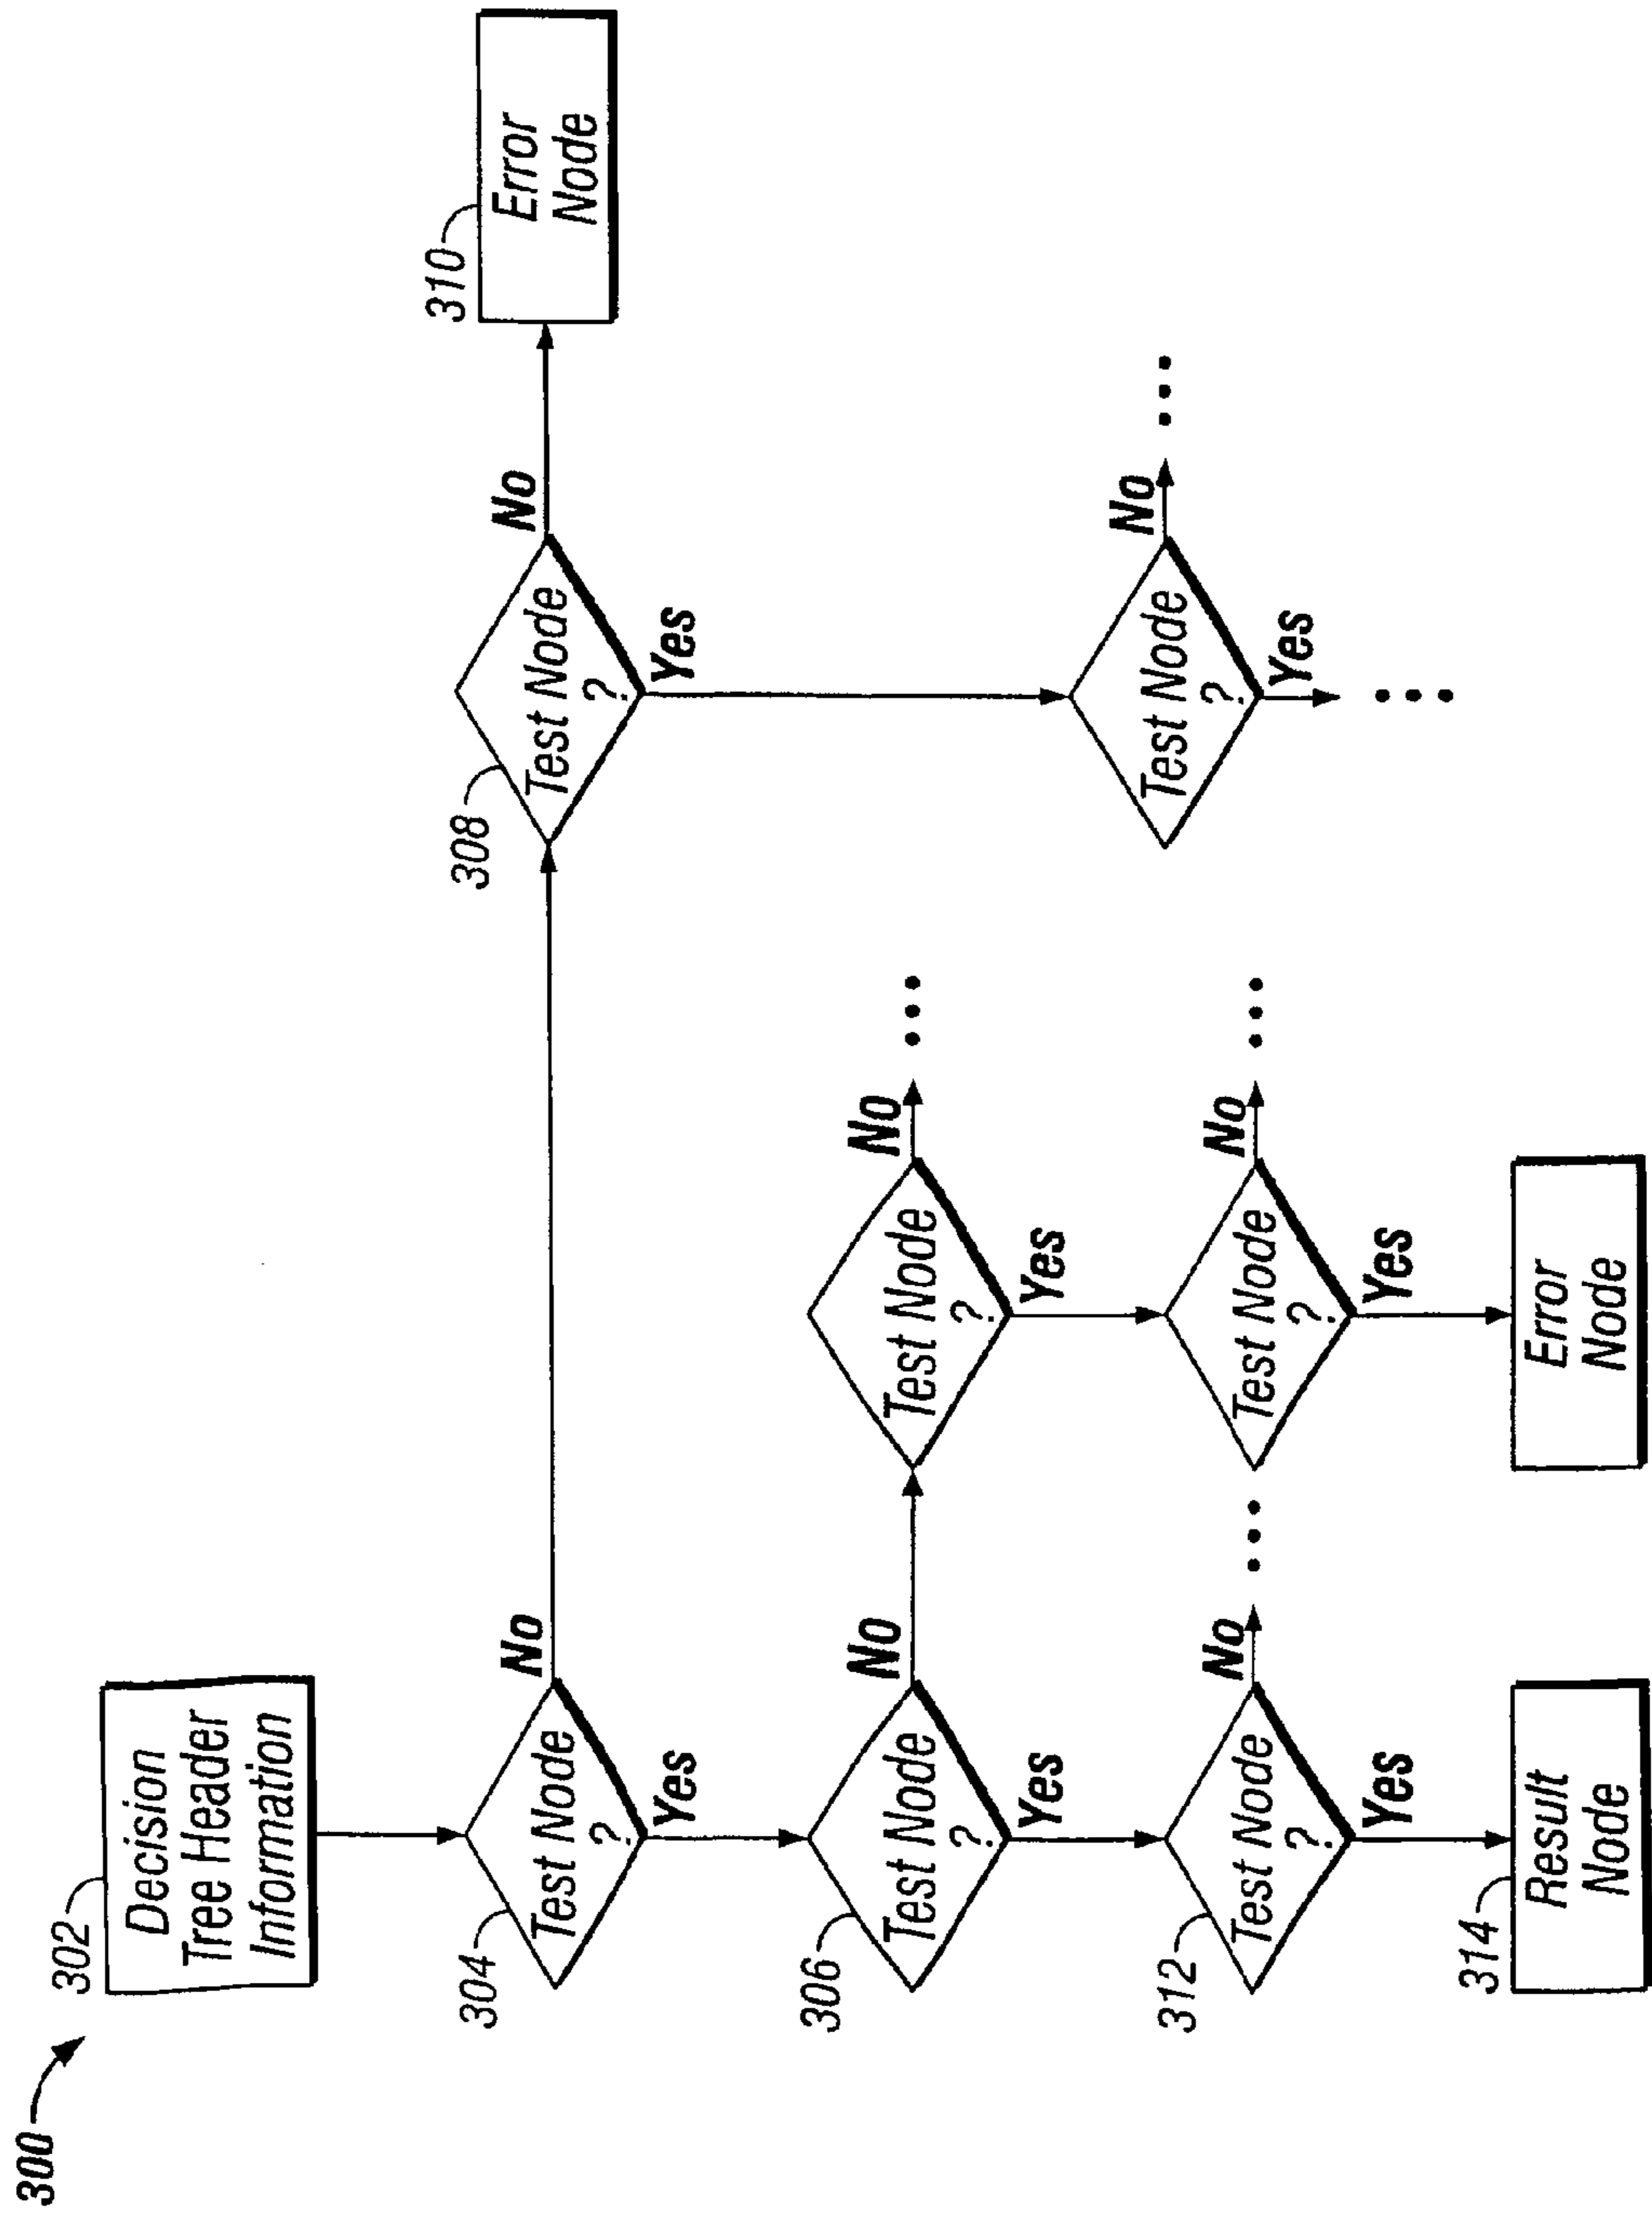 300
302
Decision
Tree Header
Information
304
Test Node
?
No
Yes
308
Test Node
?
No
Yes
310
Error
Node
306
Test Node
?
No
Yes
Test Node
?
No
...
Yes
Test Node
?
No
...
Yes
...
312
Test Node
?
No
...
Yes
Test Node
?
No
...
Yes
314
Result
Node
Error
Node